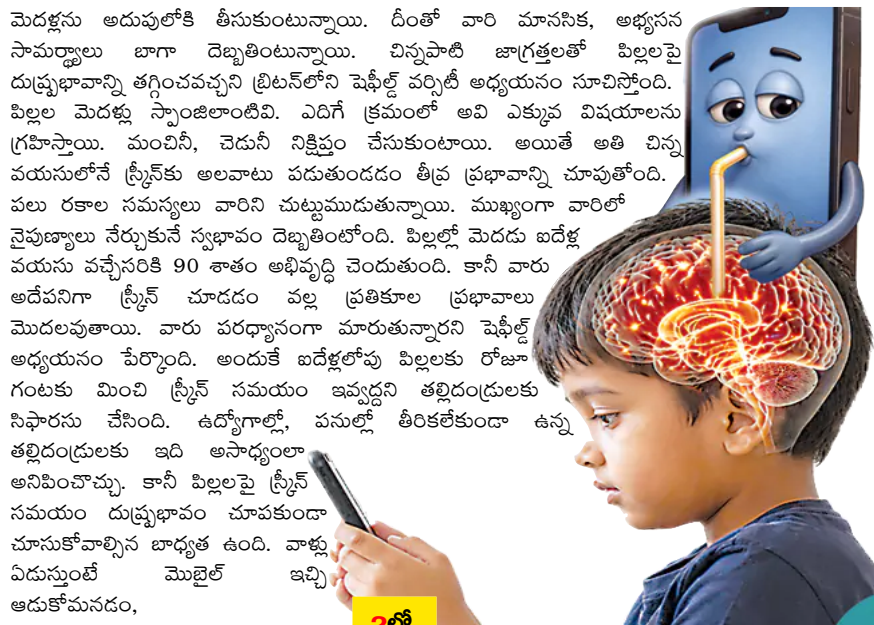 మెదళ్లను అదుపులోకి తీసుకుంటున్నాయి. దీంతో వారి మానసిక, అభ్యసన
సామర్థ్యాలు బాగా దెబ్బతింటున్నాయి. చిన్నపాటి జాగ్రత్తలతో పిల్లలపై
దుష్ప్రభావాన్ని తగ్గించవచ్చని బ్రిటన్‌లోని షెఫీల్డ్ వర్సిటీ అధ్యయనం సూచిస్తోంది.
పిల్లల మెదళ్లు స్పాంజిలాంటివి. ఎదిగే క్రమంలో అవి ఎక్కువ విషయాలను
గ్రహిస్తాయి. మంచినీ, చెడునీ నిక్షిప్తం చేసుకుంటాయి. అయితే అతి చిన్న
వయసులోనే స్క్రీన్‌కు అలవాటు పడుతుండడం తీవ్ర ప్రభావాన్ని చూపుతోంది.
పలు రకాల సమస్యలు వారిని చుట్టుముడుతున్నాయి. ముఖ్యంగా వారిలో
నైపుణ్యాలు నేర్చుకునే స్వభావం దెబ్బతింటోంది. పిల్లల్లో మెదడు ఐదేళ్ల
వయసు వచ్చేసరికి 90 శాతం అభివృద్ధి చెందుతుంది. కానీ వారు
అదేపనిగా స్క్రీన్ చూడడం వల్ల ప్రతికూల ప్రభావాలు
మొదలవుతాయి. వారు పరధ్యానంగా మారుతున్నారని షెఫీల్డ్
అధ్యయనం పేర్కొంది. అందుకే ఐదేళ్లలోపు పిల్లలకు రోజూ
గంటకు మించి స్క్రీన్ సమయం ఇవ్వద్దని తల్లిదండ్రులకు
సిఫారసు చేసింది. ఉద్యోగాల్లో, పనుల్లో తీరికలేకుండా ఉన్న
తల్లిదండ్రులకు ఇది అసాధ్యంలా
అనిపించొచ్చు. కానీ పిల్లలపై స్క్రీన్
సమయం దుష్ప్రభావం చూపకుండా
చూసుకోవాల్సిన బాధ్యత ఉంది. వాళ్లు
ఏడుస్తుంటే మొబైల్ ఇచ్చి
ఆడుకోమనడం,